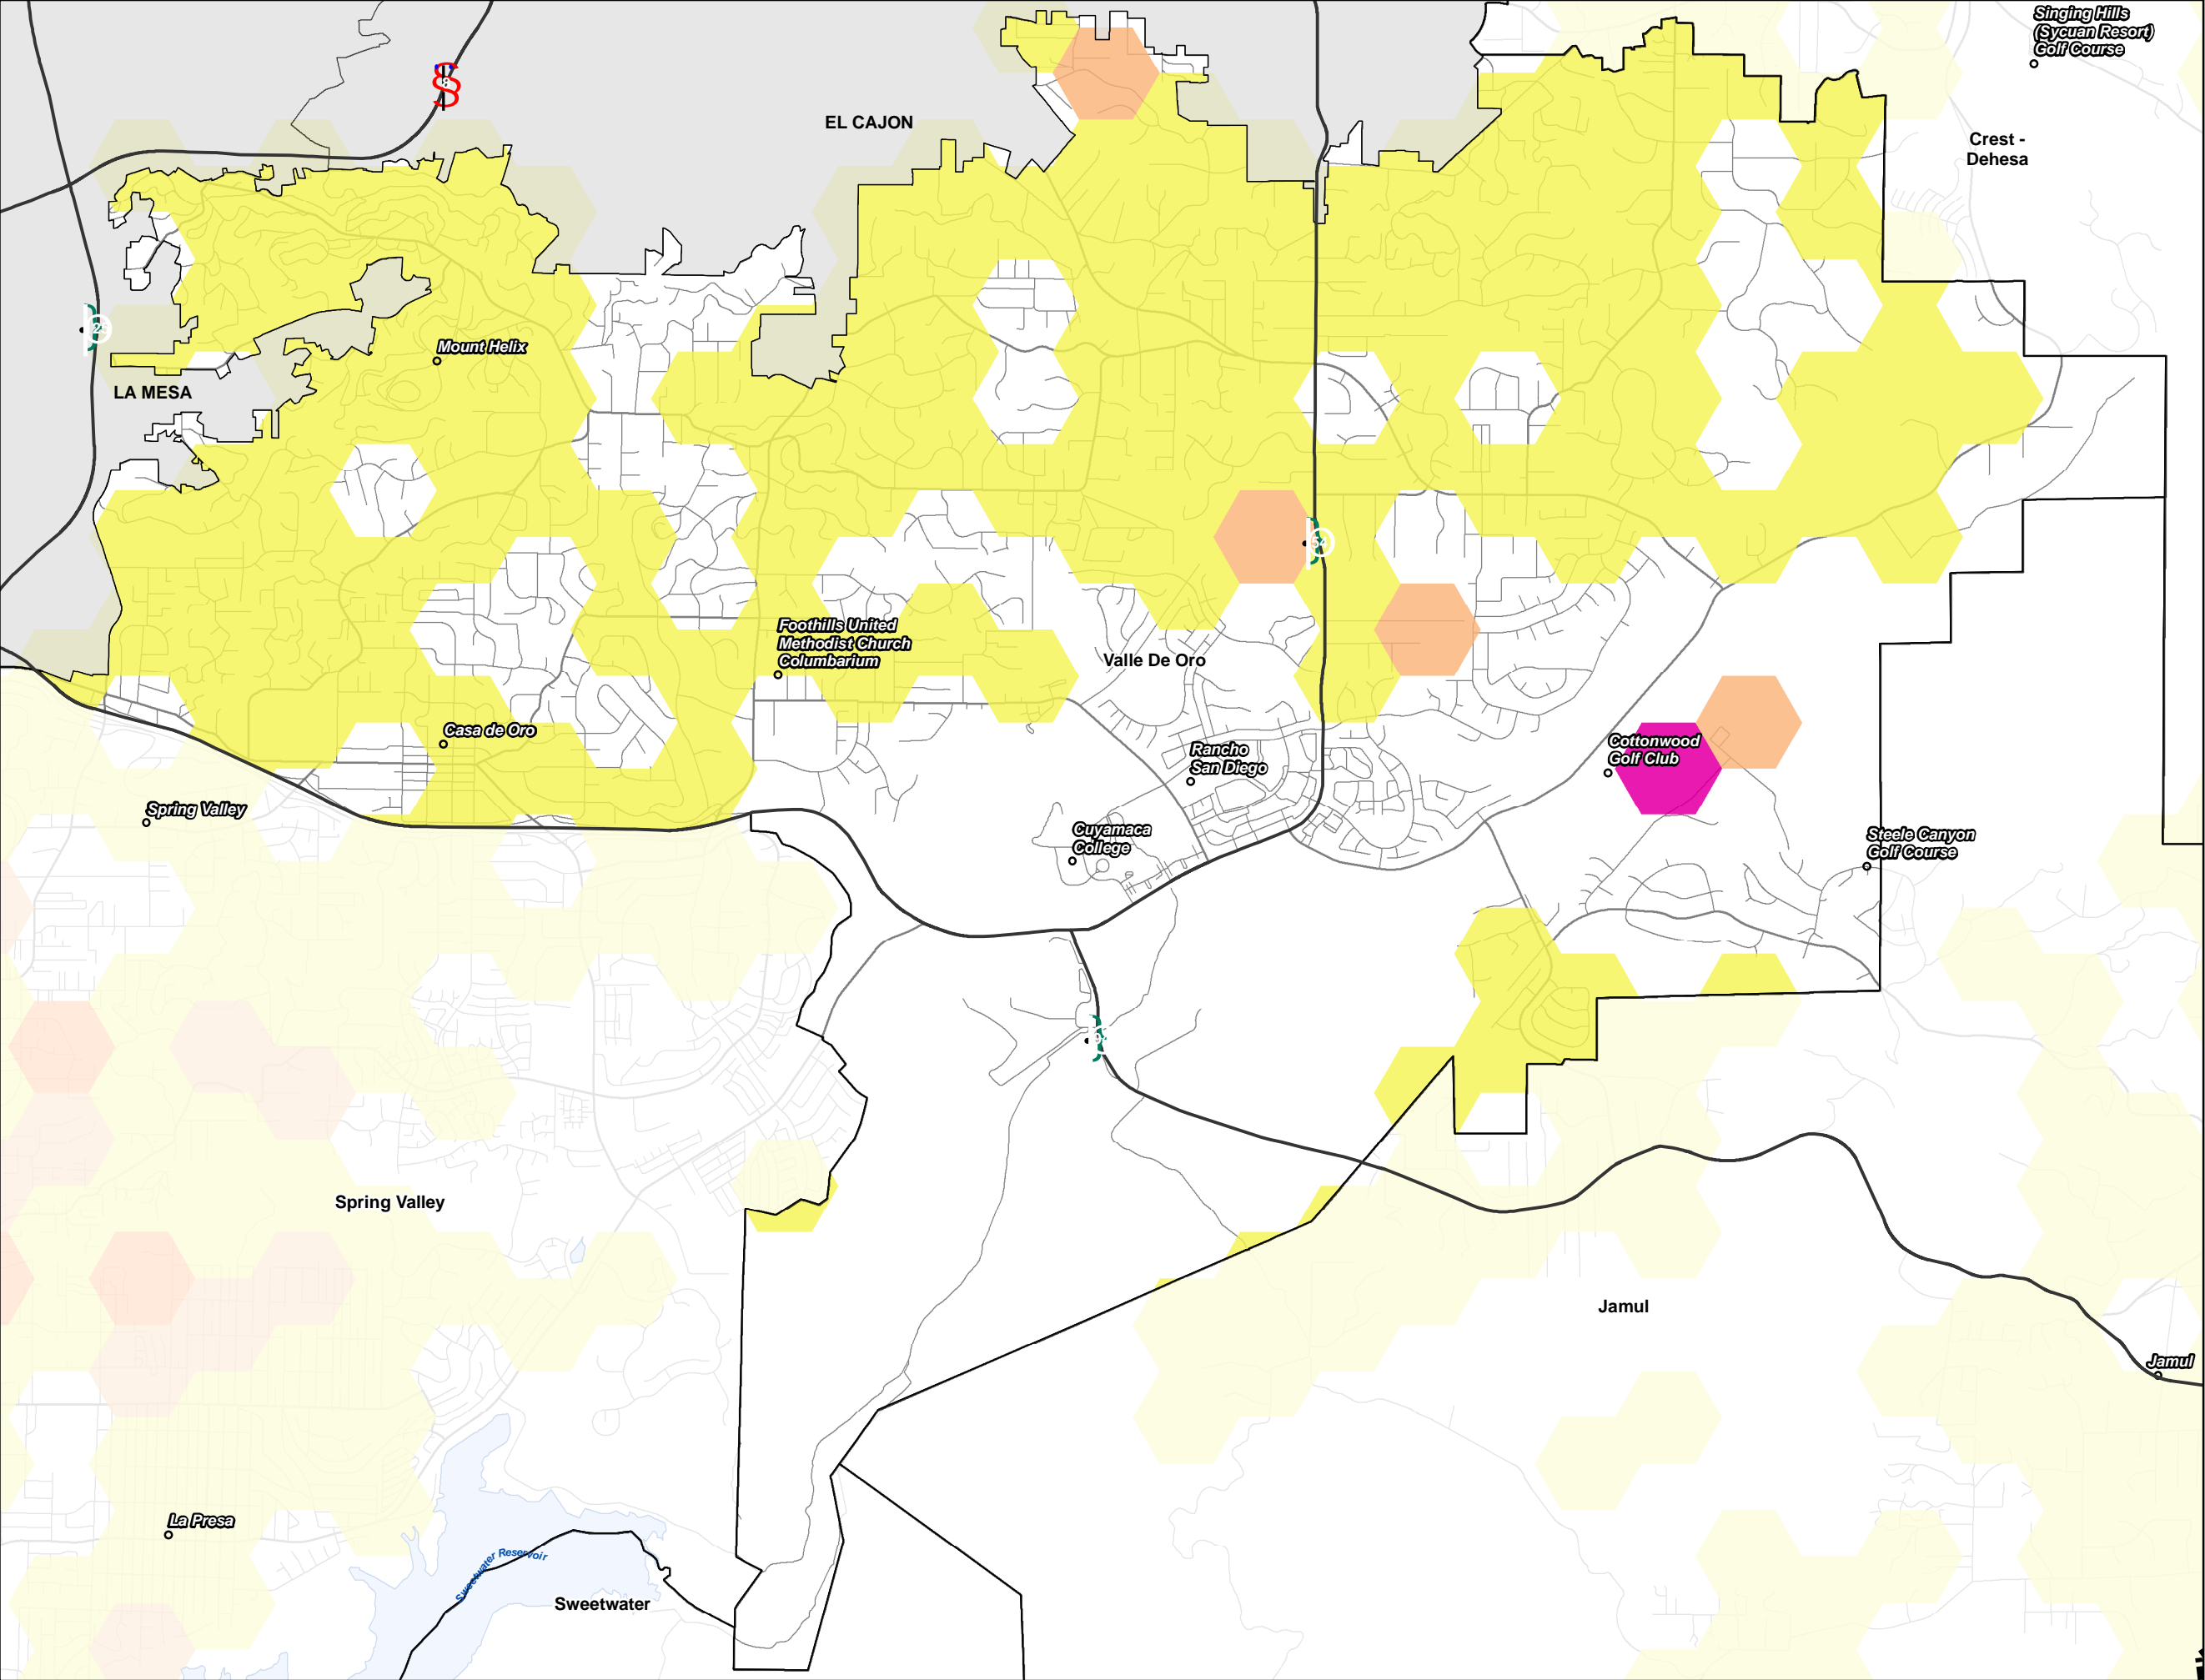 Singing Hills
(Sycuan Resort)
Golf Course
EL CAJON
Crest -
Dehesa
Mount Helix
LA MESA
Foothills United
Methodist Church
Columbarium
Valle De Oro
Casa de Oro
Rancho
San Diego
Cottonwood
Golf Club
Spring Valley
Cuyamaca
College
Steele Canyon
Golf Course
Spring Valley
Jamul
Jamul
La Presa
Sweetwater Reservoir
Sweetwater